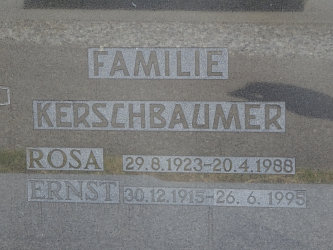 FAMILIE
KERSCHBAUMER
ROSA 29.8.1923-20.4.1988
ERNST 30.12.1915-26.6.1995